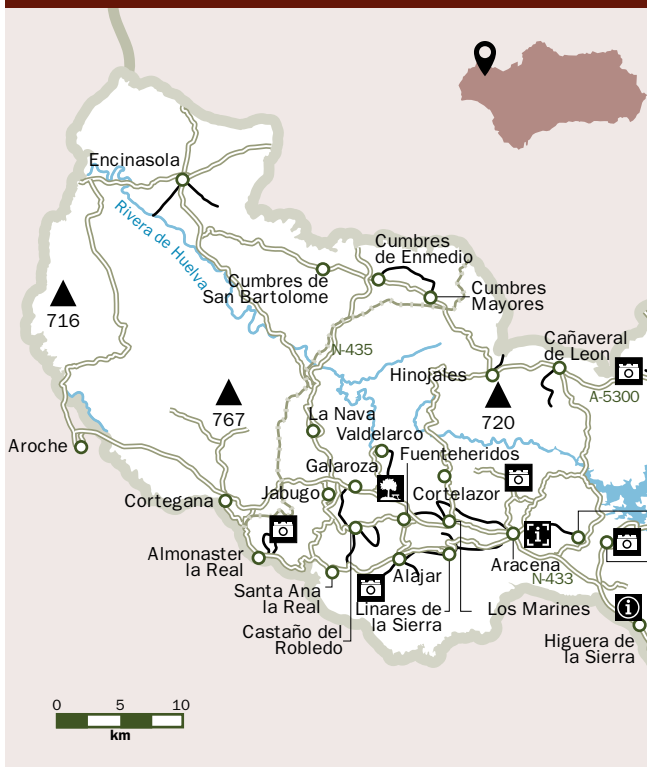 Encinasola
Rivera de Huelva
Cumbres
de Enmedio
Cumbres de
San Bartolome
Cumbres
Mayores
716
N-435
Cañaveral
de Leon
Hinojales
A-5300
767
720
La Nava
Valdelarco
Aroche
Fuenteheridos
Galaroza
Jabugo
Cortelazor
Cortegana
Almonaster
la Real
Aracena
Alajar
N-433
Santa Ana
la Real
Linares de
la Sierra
Los Marines
Castaño del
Robledo
Higuera de
la Sierra
0 5 10
km